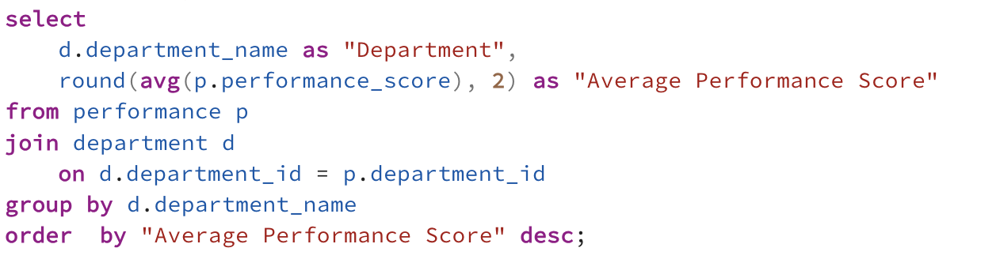 select
    d.department_name as "Department",
    round(avg(p.performance_score), 2) as "Average Performance Score"
from performance p
join department d
    on d.department_id = p.department_id
group by d.department_name
order  by "Average Performance Score" desc;